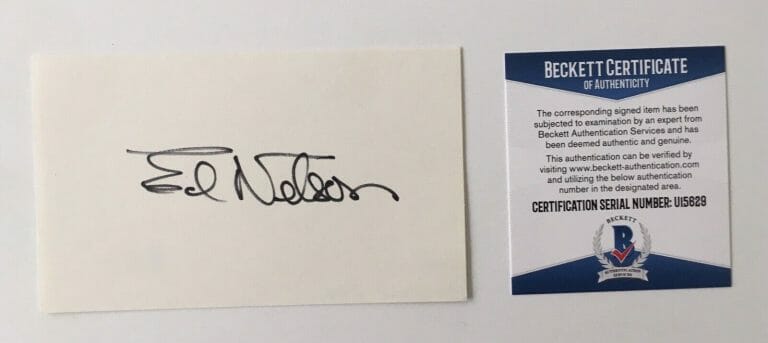 Ed Nelson
BECKETT CERTIFICATE
OF AUTHENTICITY
The corresponding signed item has been
subjected to examination by an expert from
Beckett Authentication Services and has
been deemed authentic and genuine.
This authentication can be verified by
visiting www.beckett-authentication.com
and utilizing the below authentication
number in the designated area.
CERTIFICATION SERIAL NUMBER: U15629
BECKETT
B
AUTHENTICATION
SERVICES